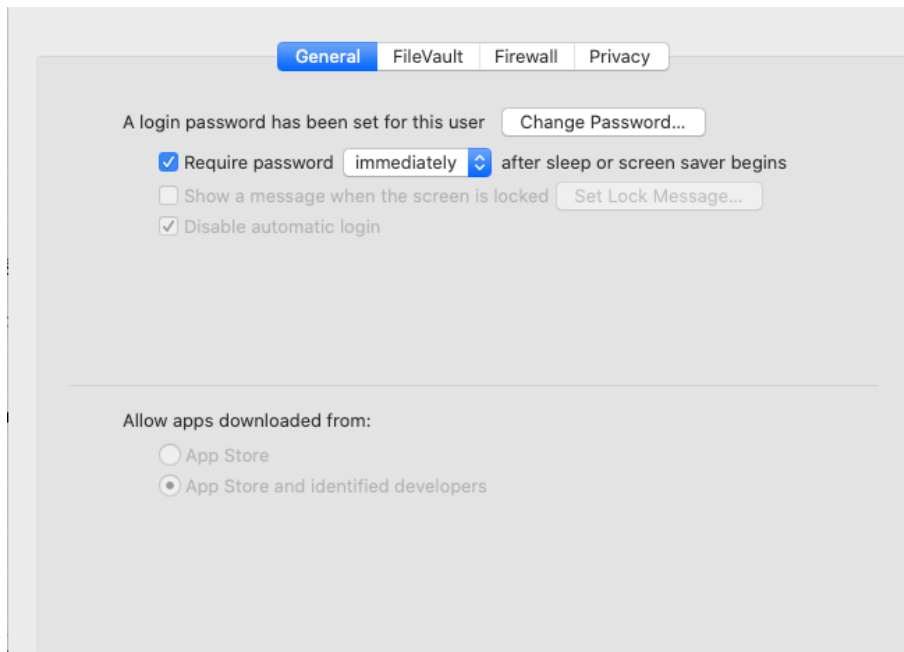 General FileVault Firewall Privacy
A login password has been set for this user Change Password...
Require password immediately after sleep or screen saver begins
Show a message when the screen is locked Set Lock Message...
Disable automatic login
Allow apps downloaded from:
App Store
App Store and identified developers